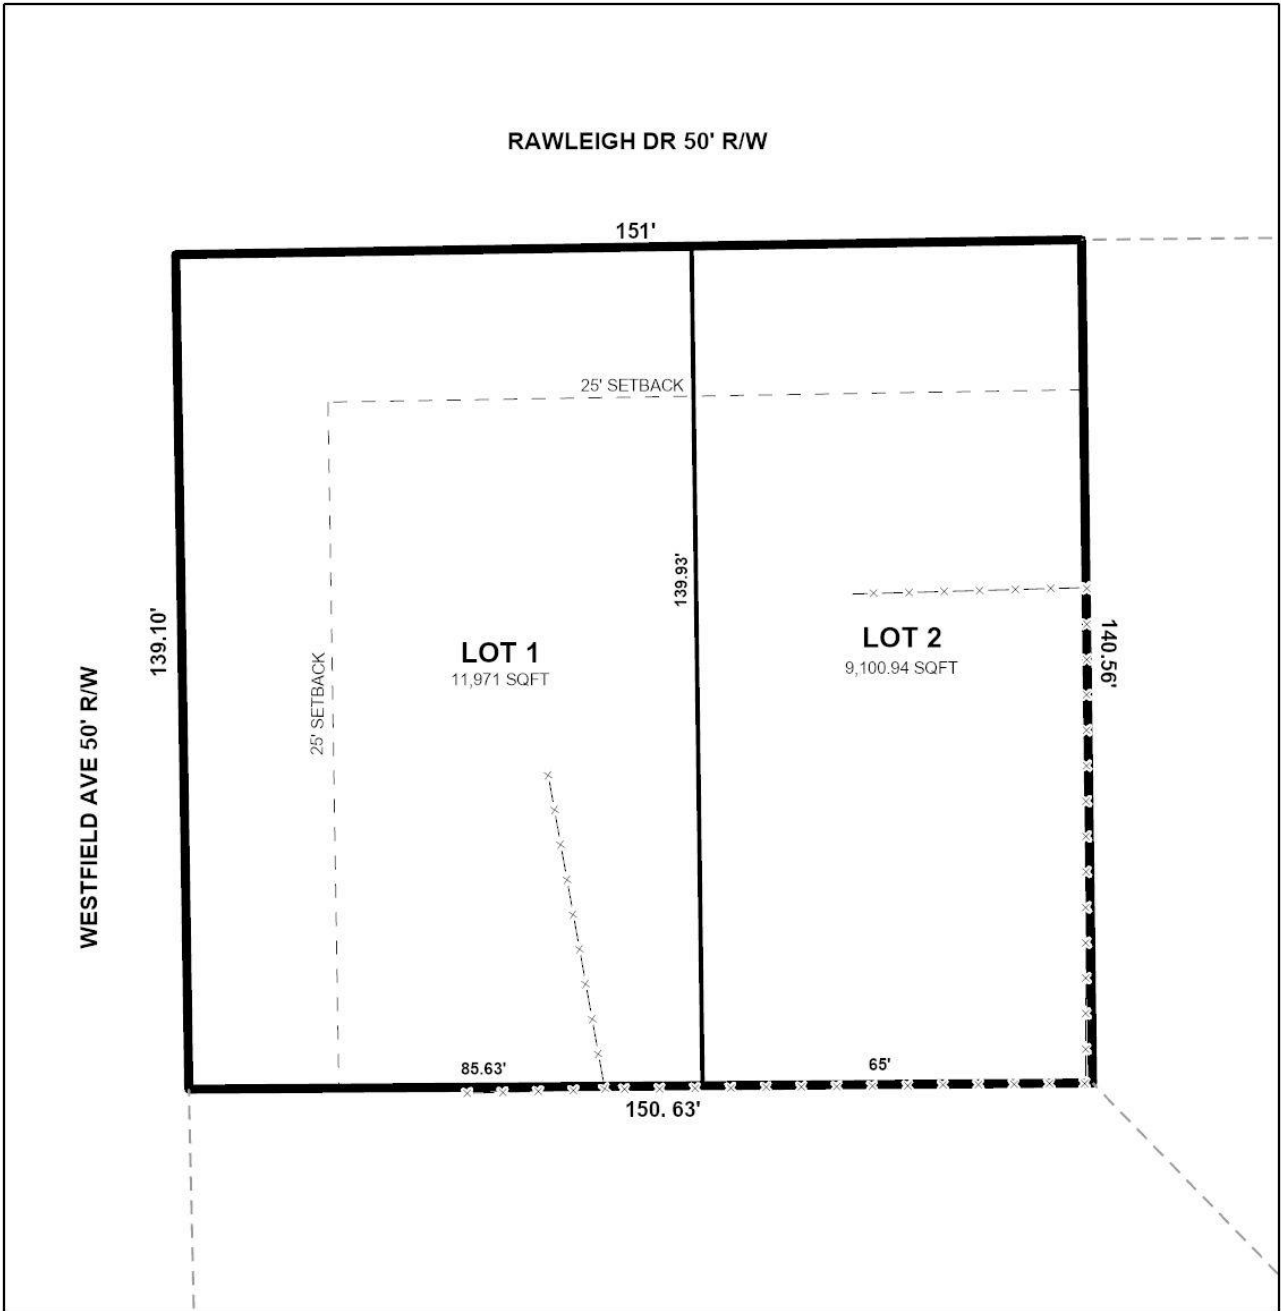 RAWLEIGH DR 50' R/W
151'
25' SETBACK
139.93'
139.10'
LOT 1
11,971 SQFT
LOT 2
9,100.94 SQFT
140.56'
25' SETBACK
WESTFIELD AVE 50' R/W
85.63'
65'
150. 63'